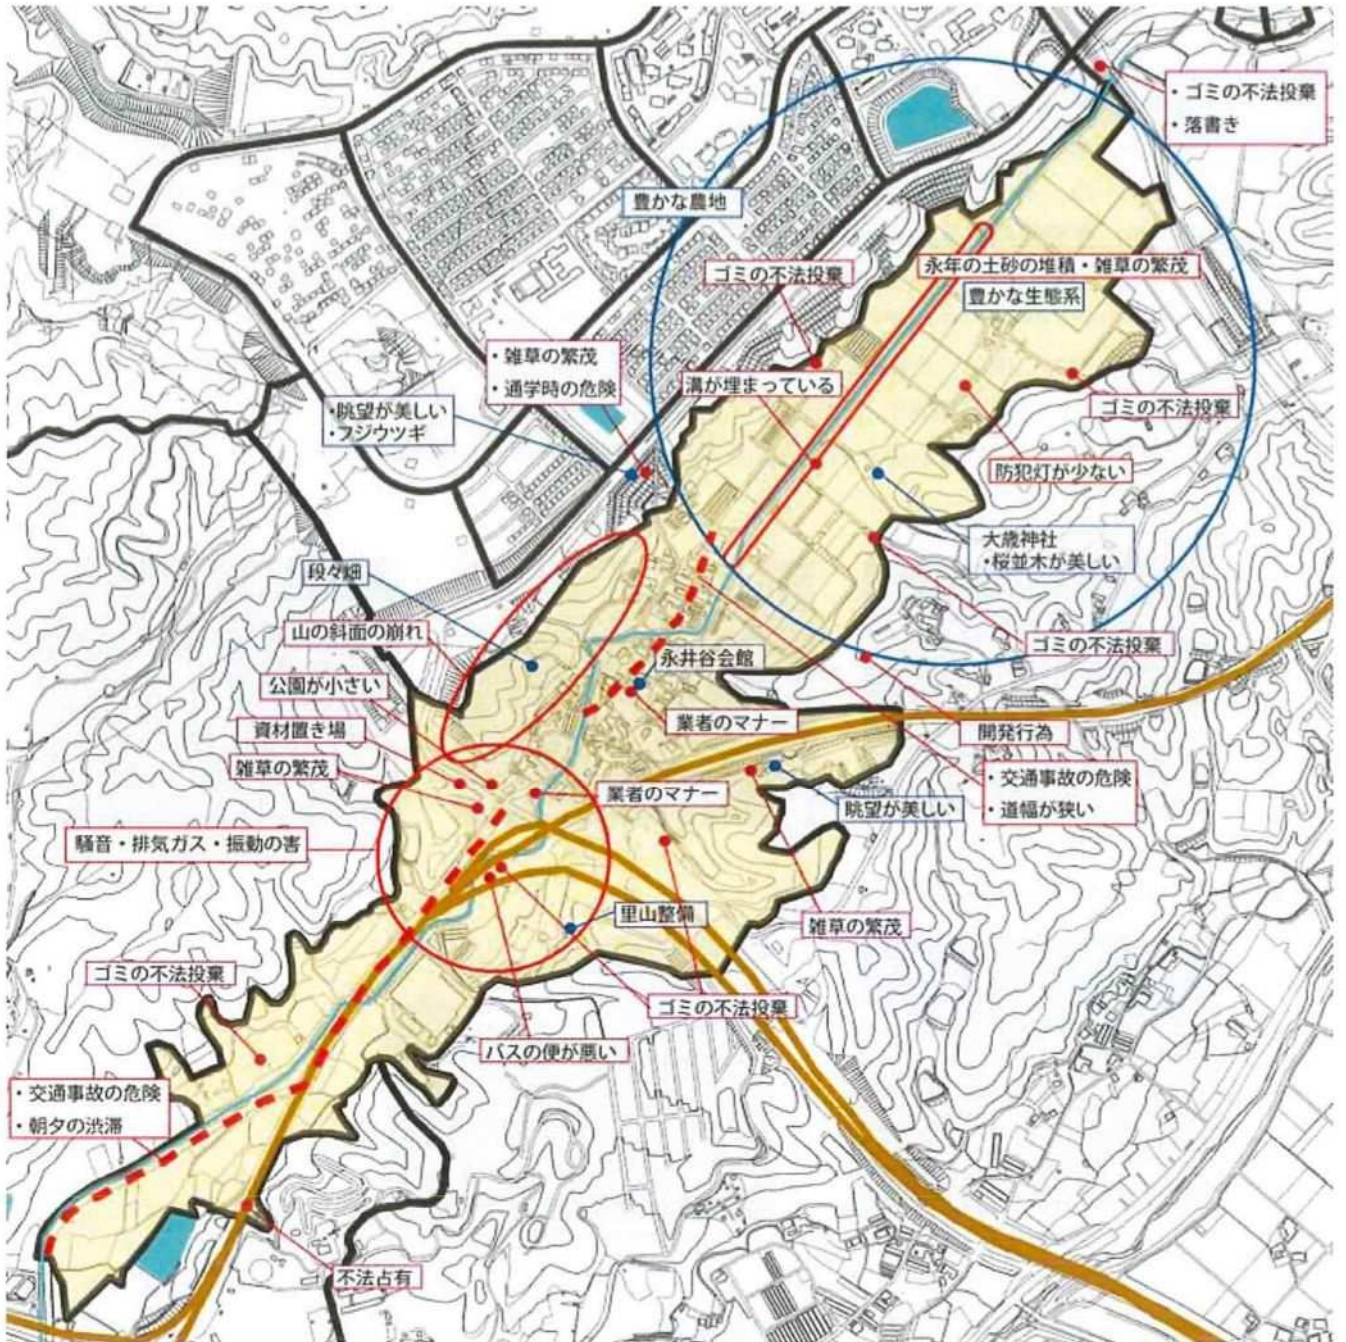 ・ゴミの不法投棄
・落書き
豊かな農地
ゴミの不法投棄
永年の土砂の堆積・雑草の繁茂
豊かな生態系
・雑草の繁茂
・通学時の危険
溝が埋まっている
・眺望が美しい
・フジウツギ
ゴミの不法投棄
防犯灯が少ない
大歳神社
・桜並木が美しい
段々畑
山の斜面の崩れ
ゴミの不法投棄
永井谷会館
公園が小さい
業者のマナー
開発行為
資材置き場
雑草の繁茂
・交通事故の危険
・道幅が狭い
業者のマナー
眺望が美しい
騒音・排気ガス・振動の害
里山整備
雑草の繁茂
ゴミの不法投棄
ゴミの不法投棄
バスの便が悪い
・交通事故の危険
・朝夕の渋滞
不法占有